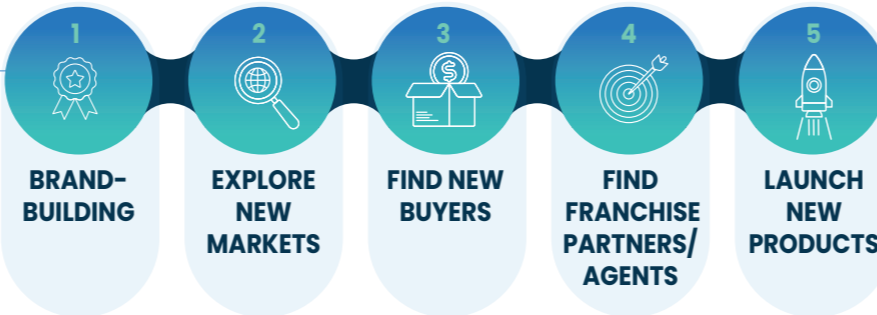 1
BRAND-
BUILDING
2
EXPLORE
NEW
MARKETS
3
$
FIND NEW
BUYERS
4
FIND
FRANCHISE
PARTNERS/
AGENTS
5
LAUNCH
NEW
PRODUCTS